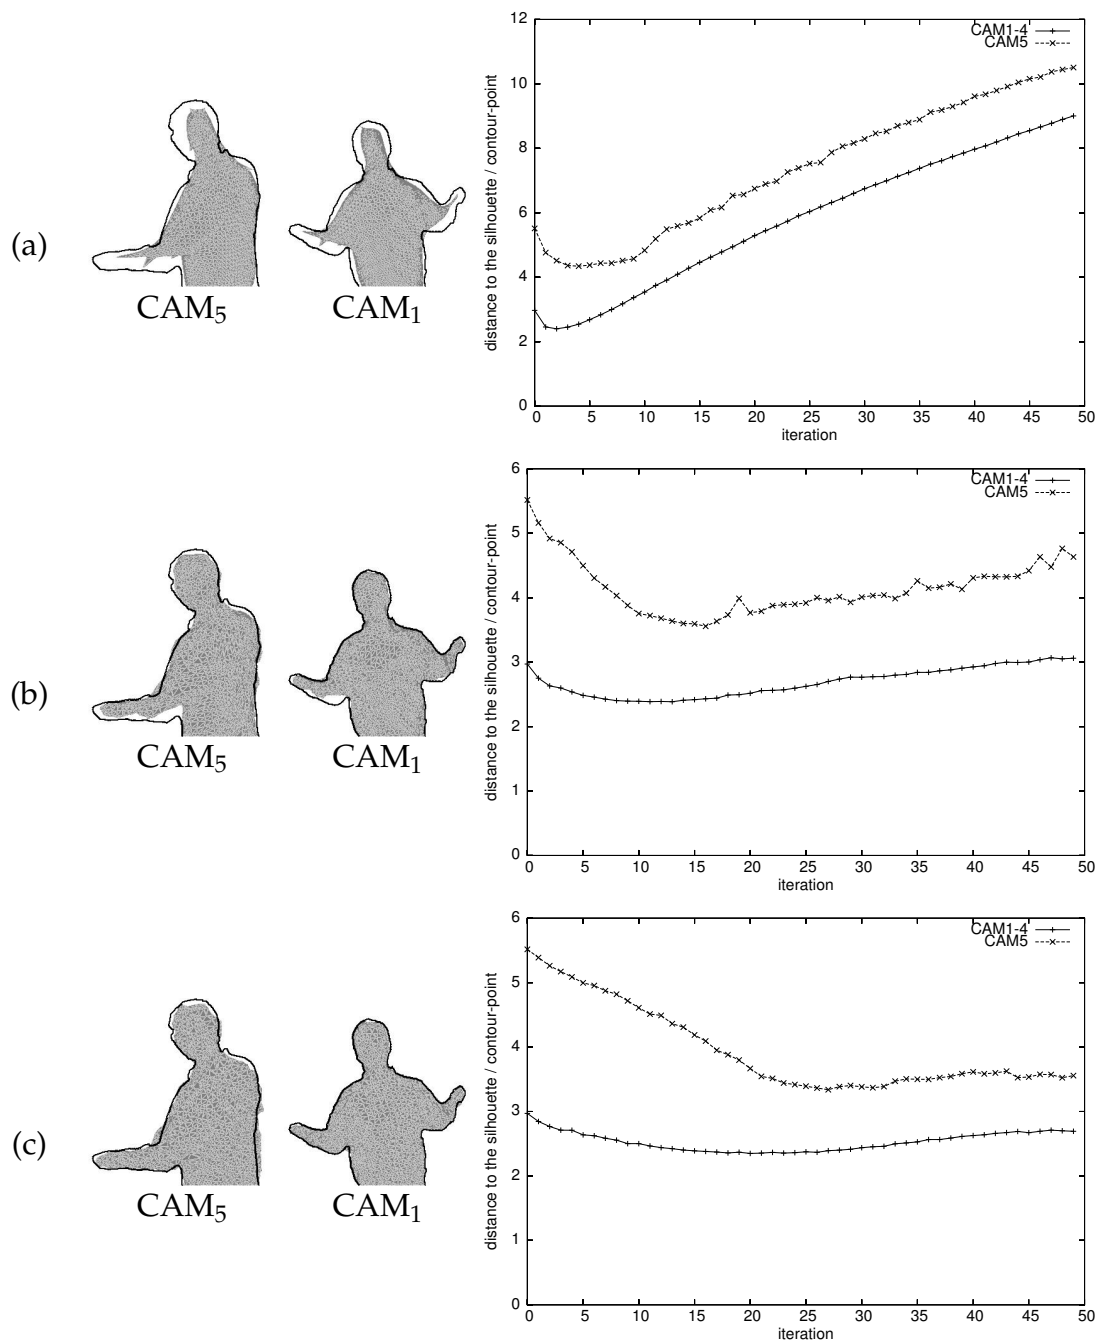 (a)
CAM5
CAM1
12
10
8
6
4
2
0
distance to the silhouette / contour-point
CAM1-4
CAM5
0 5 10 15 20 25 30 35 40 45 50
iteration
(b)
CAM5
CAM1
6
5
4
3
2
1
0
distance to the silhouette / contour-point
CAM1-4
CAM5
0 5 10 15 20 25 30 35 40 45 50
iteration
(c)
CAM5
CAM1
6
5
4
3
2
1
0
distance to the silhouette / contour-point
CAM1-4
CAM5
0 5 10 15 20 25 30 35 40 45 50
iteration